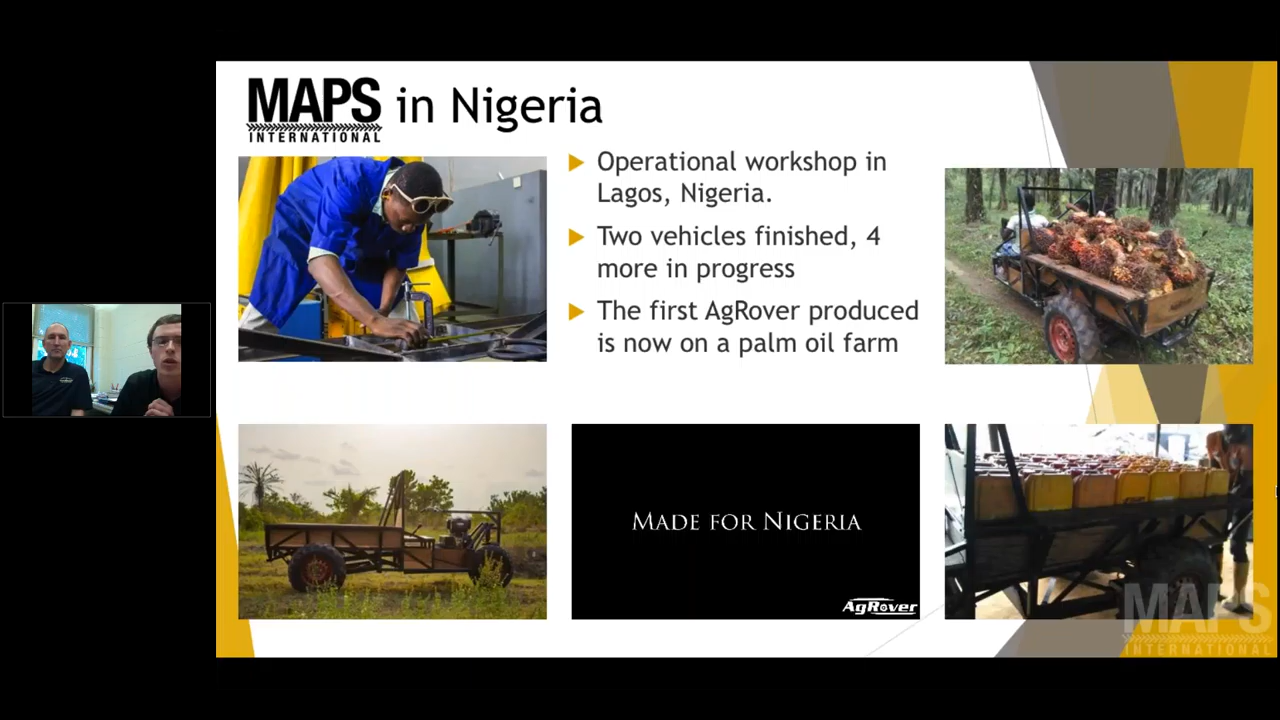 MAPS in Nigeria
INTERNATIONAL
Operational workshop in
Lagos, Nigeria.
Two vehicles finished, 4
more in progress
The first AgRover produced
is now on a palm oil farm
MADE FOR NIGERIA
AgRover
MAPS
INTERNATIONAL